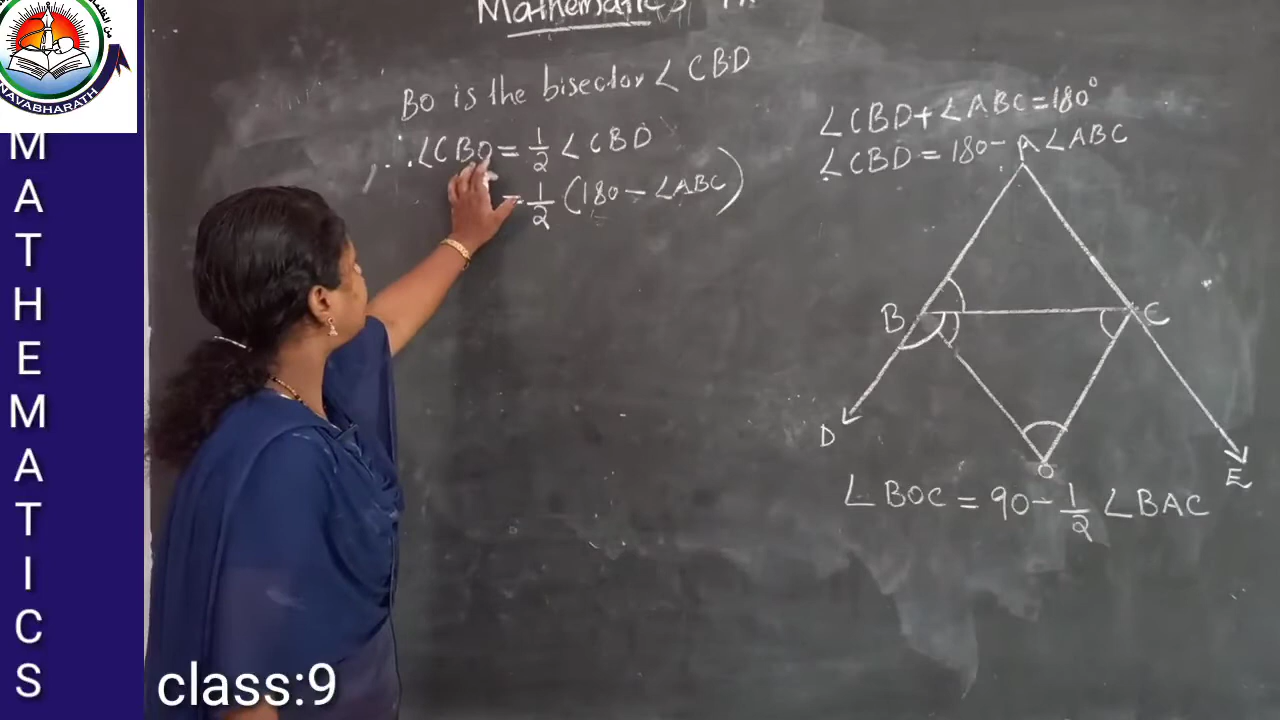 NAVABHARATH
MATHEMATICS
class:9
Mathematics
BO is the bisector ∠CBD
∴ ∠CBO = 1/2 ∠CBD
= 1/2 (180 - ∠ABC)
∠CBD + ∠ABC = 180°
∠CBD = 180 - ∠ABC
A
B
C
D
O
E
∠BOC = 90 - 1/2 ∠BAC